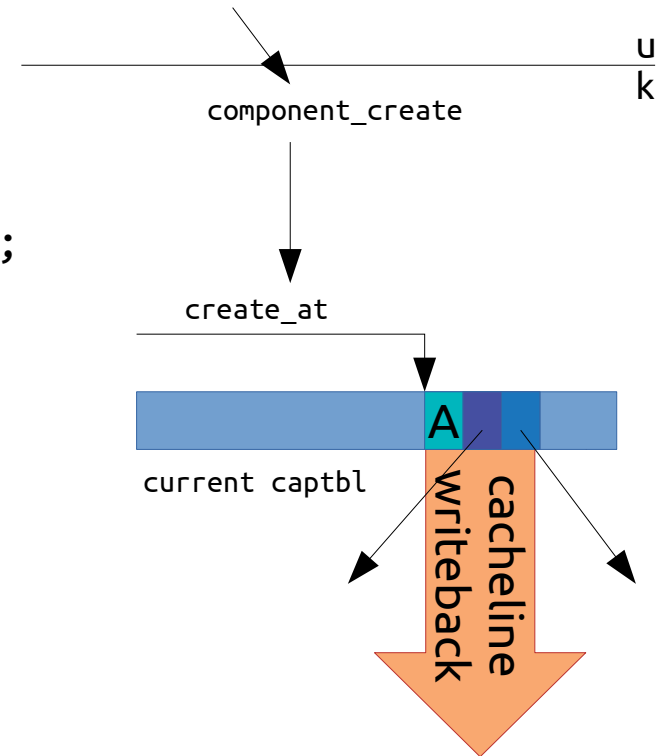 u
k
component_create
;
create_at
A
current captbl
cacheline
writeback